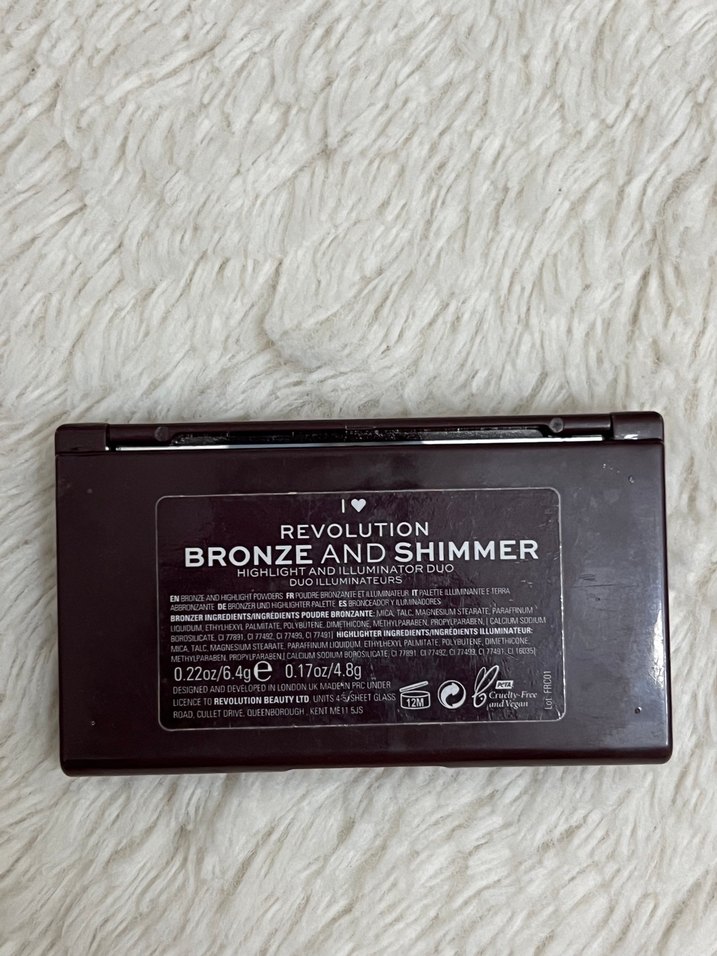 I ♥
REVOLUTION
BRONZE AND SHIMMER
HIGHLIGHT AND ILLUMINATOR DUO
DUO ILLUMINATEURS
EN BRONZE AND HIGHLIGHT POWDERS FR POUDRE BRONZANTE ET ILLUMINATEUR IT PALETTE ILLUMINANTE E TERRA
ABBRONZANTE DE BRONZER UND HIGHLIGHTER PALETTE ES BRONCEADOR Y ILUMINADORES
BRONZER INGREDIENTS/INGRÉDIENTS POUDRE BRONZANTE: MICA, TALC, MAGNESIUM STEARATE, PARAFFINUM
LIQUIDUM, ETHYLHEXYL PALMITATE, POLYBUTENE, DIMETHICONE, METHYLPARABEN, PROPYLPARABEN,[ CALCIUM SODIUM
BOROSILICATE, CI 77891, CI 77492, CI 77499, CI 77491] HIGHLIGHTER INGREDIENTS/INGRÉDIENTS ILLUMINATEUR:
MICA, TALC, MAGNESIUM STEARATE, PARAFFINUM LIQUIDUM, ETHYLHEXYL PALMITATE, POLYBUTENE, DIMETHICONE,
METHYLPARABEN, PROPYLPARABEN,[ CALCIUM SODIUM BOROSILICATE, CI 77891, CI 77492, CI 77499, CI 77491, CI 16035]
0.22oz/6.4g ℮ 0.17oz/4.8g
DESIGNED AND DEVELOPED IN LONDON UK MADE IN PRC UNDER
LICENCE TO REVOLUTION BEAUTY LTD. UNITS 4-5 SHEET GLASS
ROAD, CULLET DRIVE, QUEENBOROUGH, KENT ME11 5JS
12M
PETA
Cruelty-Free
and Vegan
Lot: FRC01